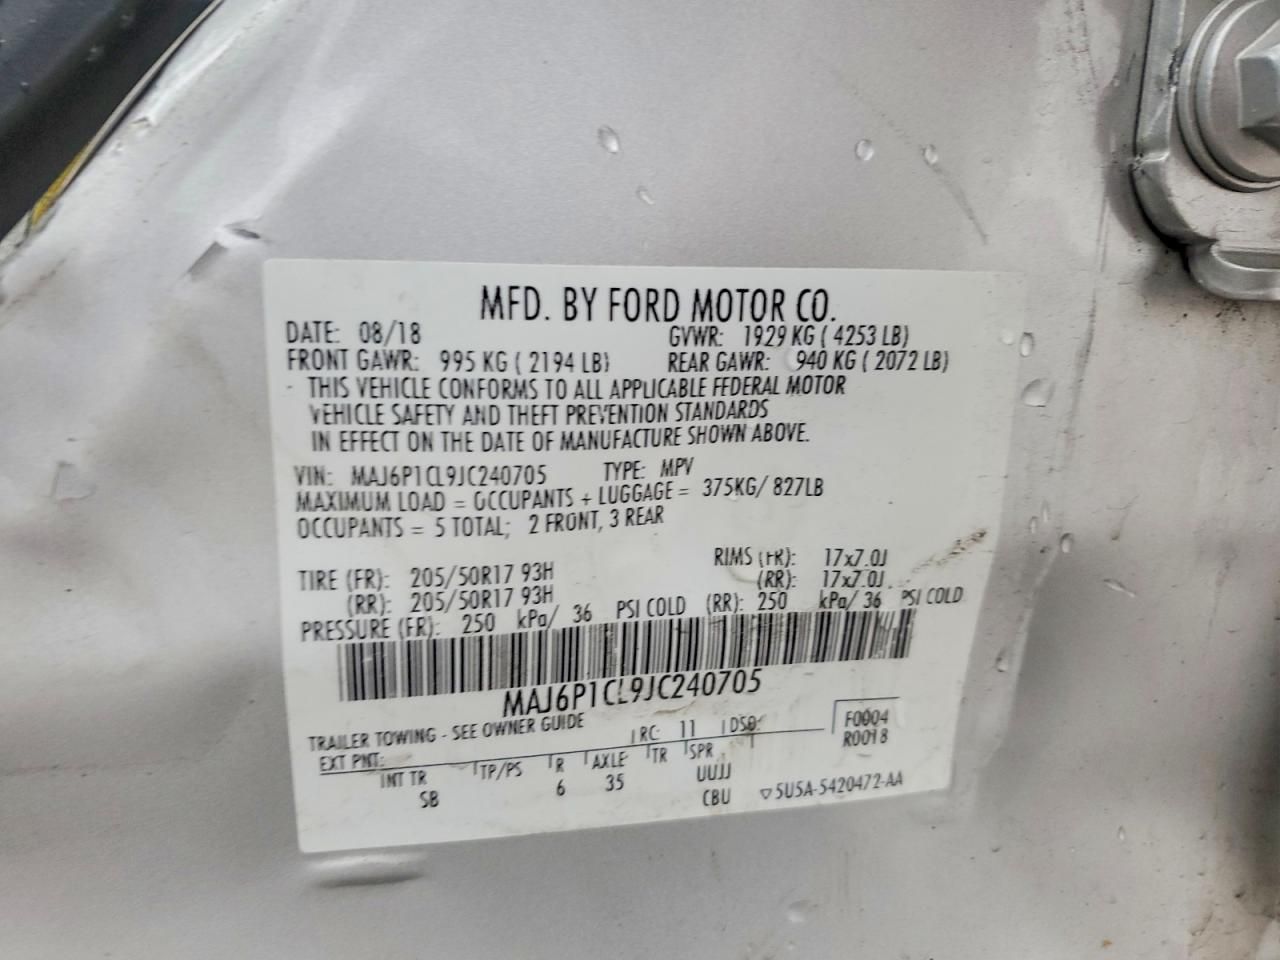 MFD. BY FORD MOTOR CO.
DATE: 08/18 GVWR: 1929 KG ( 4253 LB)
FRONT GAWR: 995 KG ( 2194 LB) REAR GAWR: 940 KG ( 2072 LB)
- THIS VEHICLE CONFORMS TO ALL APPLICABLE FEDERAL MOTOR
VEHICLE SAFETY AND THEFT PREVENTION STANDARDS
IN EFFECT ON THE DATE OF MANUFACTURE SHOWN ABOVE.
VIN: MAJ6P1CL9JC240705 TYPE: MPV
MAXIMUM LOAD = OCCUPANTS + LUGGAGE = 375KG/ 827LB
OCCUPANTS = 5 TOTAL; 2 FRONT, 3 REAR
TIRE (FR): 205/50R17 93H RIMS (FR): 17x7.0J
(RR): 205/50R17 93H (RR): 17x7.0J
PRESSURE (FR): 250 kPa/ 36 PSI COLD (RR): 250 kPa/ 36 PSI COLD
MAJ6P1CL9JC240705
TRAILER TOWING - SEE OWNER GUIDE RC: 11 DSO: F0004
EXT PNT: R0018
INT TR TP/PS R AXLE TR SPR
SB 6 35 UUJJ
CBU ▽5U5A-5420472-AA